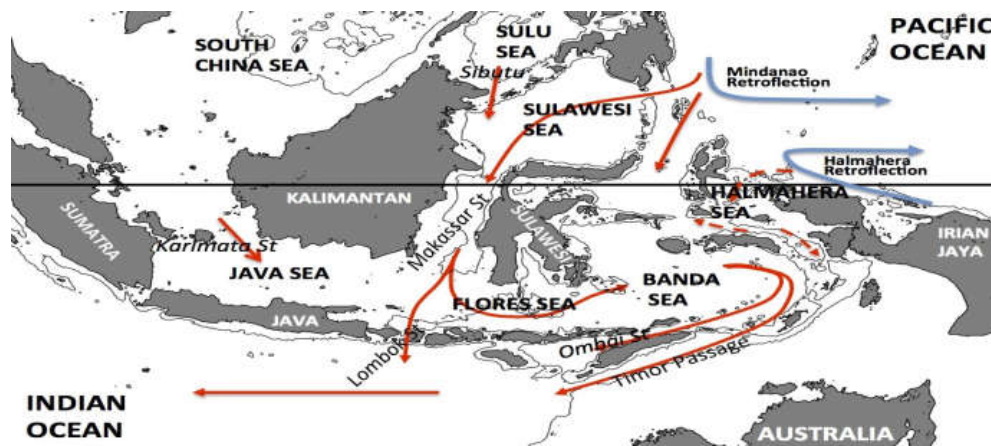 PACIFIC
OCEAN
SOUTH
CHINA SEA
SULU
SEA
Sibutu
Mindanao
Retroflection
SULAWESI
SEA
Halmahera
Retroflection
KALIMANTAN
HALMAHERA
SEA
SUMATRA
Makassar St
SULAWESI
IRIAN
JAYA
Karimata St
JAVA SEA
BANDA
SEA
FLORES SEA
JAVA
Lombok St
Ombai St
Timor Passage
INDIAN
OCEAN
AUSTRALIA